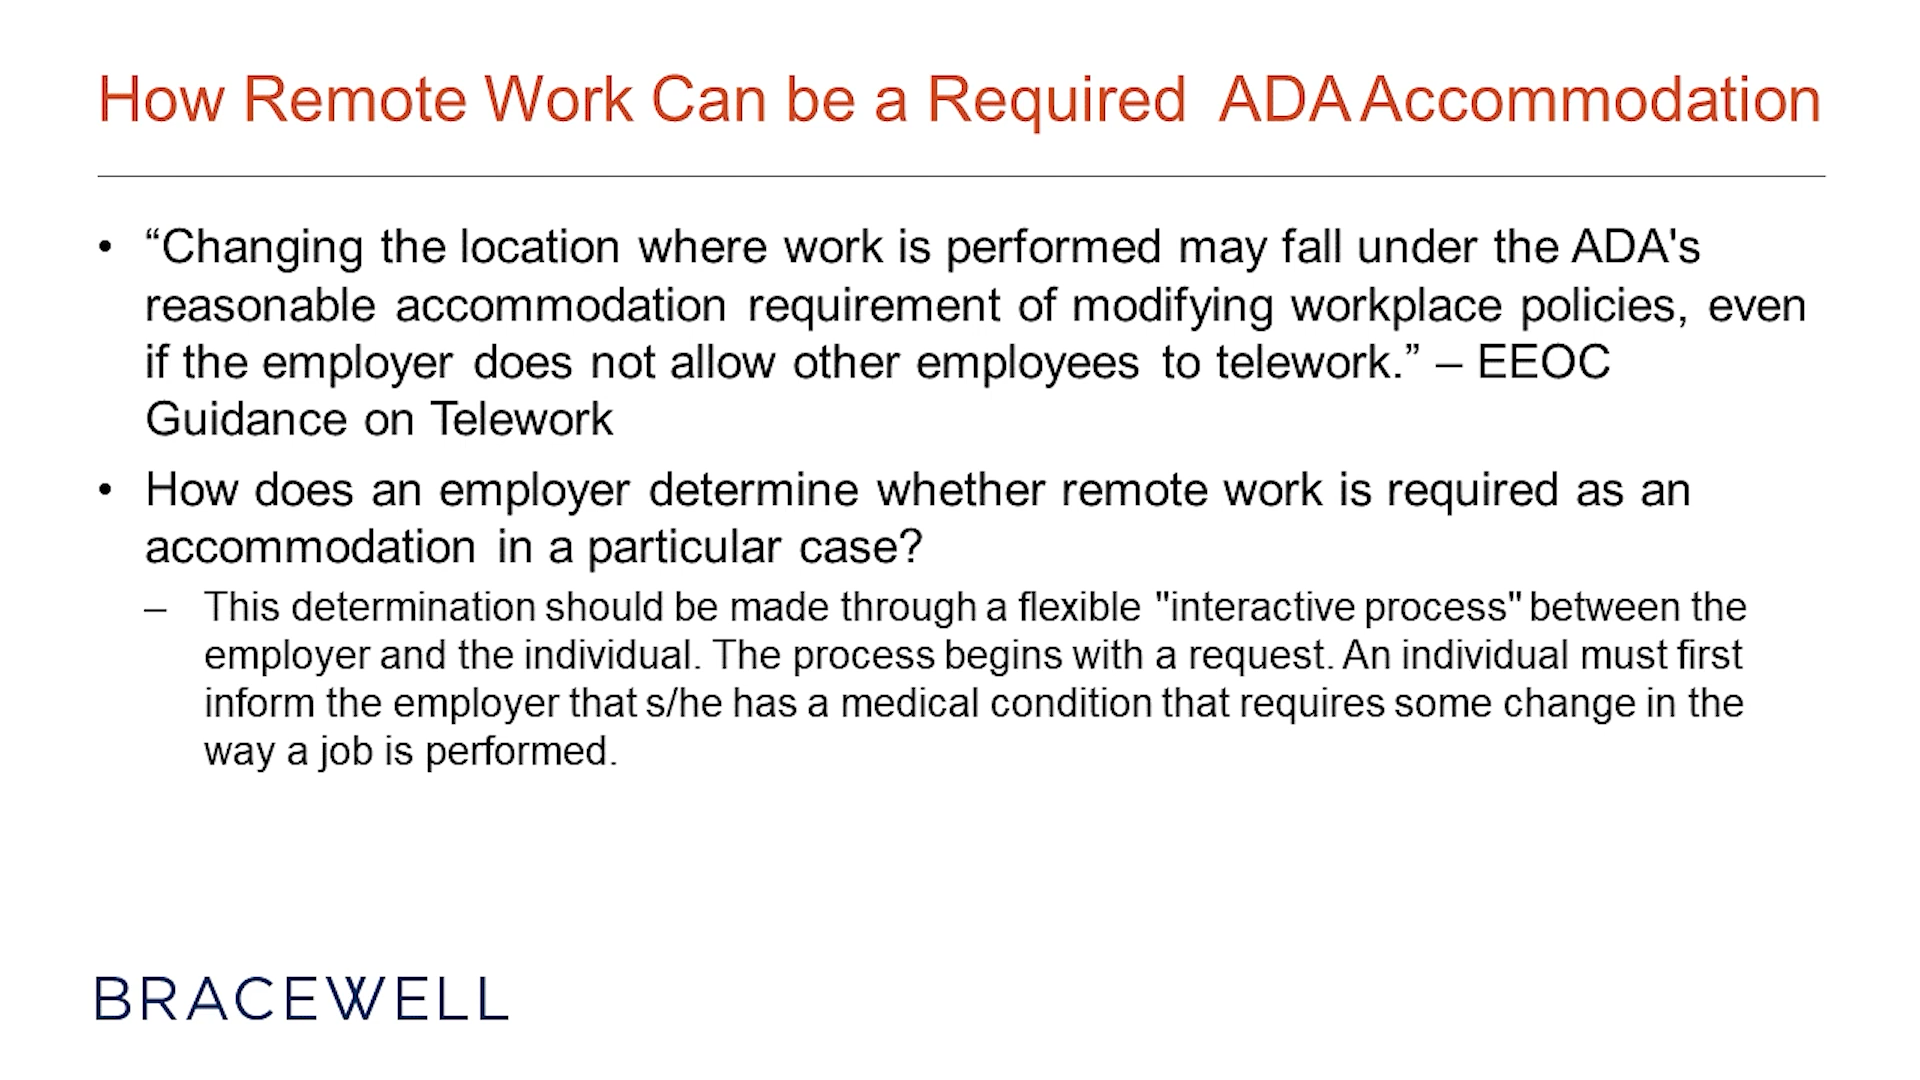 How Remote Work Can be a Required ADA Accommodation
• “Changing the location where work is performed may fall under the ADA's
reasonable accommodation requirement of modifying workplace policies, even
if the employer does not allow other employees to telework.” – EEOC
Guidance on Telework
• How does an employer determine whether remote work is required as an
accommodation in a particular case?
– This determination should be made through a flexible "interactive process" between the
employer and the individual. The process begins with a request. An individual must first
inform the employer that s/he has a medical condition that requires some change in the
way a job is performed.
BRACEWELL